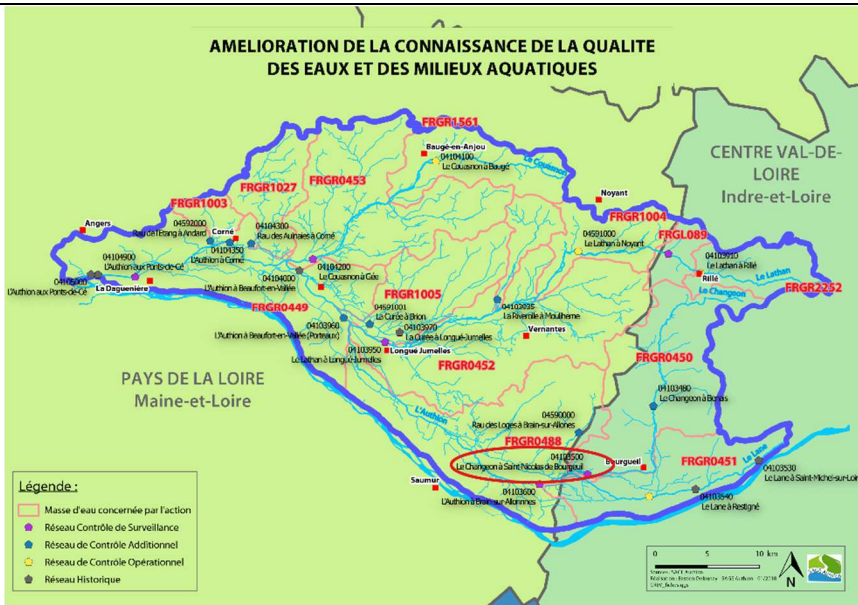 AMELIORATION DE LA CONNAISSANCE DE LA QUALITE
DES EAUX ET DES MILIEUX AQUATIQUES
FRGR1561
Baugé-en-Anjou
04104100
Le Couasnon à Baugé
Le Couasnon
CENTRE VAL-DE-
LOIRE
Indre-et-Loire
FRGR0453
FRGR1027
FRGR1003
Noyant
FRGR1004
Angers
04592000
Rau de l'Etang à Andard
Corné
04104300
Rau des Aulnaies à Corné
04104350
L'Authion à Corné
04591000
Le Lathan à Noyant
FRGL089
04103910
Le Lathan à Rillé
Rillé
Le Lathan
Le Changeon
FRGR2252
04104900
L'Authion aux Ponts-de-Cé
L'Authion aux Ponts-de-Cé
La Daguenière
04104000
L'Authion à Beaufort-en-Vallée
04104200
Le Couasnon à Gée
FRGR0449
FRGR1005
04591001
La Curée à Brion
04103960
L'Authion à Beaufort-en-Vallée (Porteaux)
04103970
La Curée à Longué-Jumelles
04103925
La Riverolle à Mouliherne
Vernantes
04103950
Longué Jumelles
Le Lathan à Longué-Jumelles
FRGR0452
FRGR0450
PAYS DE LA LOIRE
Maine-et-Loire
L'Authion
04103480
Le Changeon à Benais
04590000
Rau des Loges à Brain-sur-Allones
FRGR0488
04103500
Le Changeon à Saint-Nicolas de Bourgeuil
Bourgueil
FRGR0451
Le Lane
04103530
Le Lane à Saint-Michel-sur-Loir
Saumur
04103600
L'Authion à Brain-sur-Allonnes
04103540
Le Lane à Restigné
Légende :
Masse d'eau concernée par l'action
Réseau Contrôle de Surveillance
Réseau de Contrôle Additionnel
Réseau de Contrôle Opérationnel
Réseau Historique
0 5 10 km
N